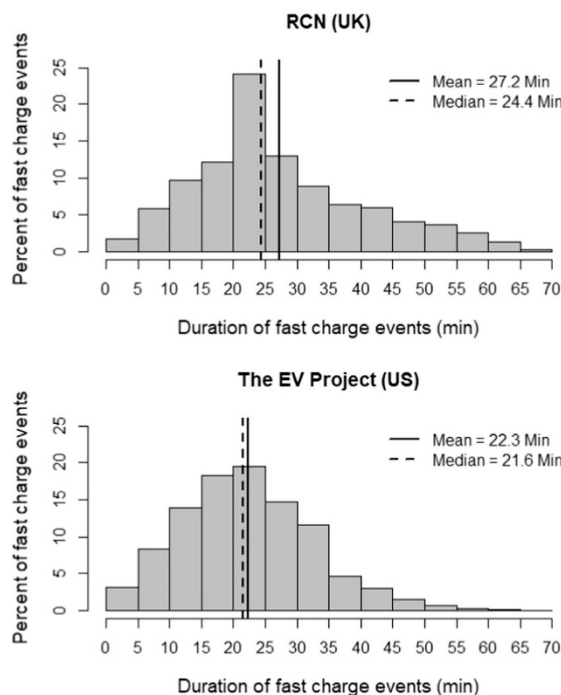 RCN (UK)
Percent of fast charge events
25
20
15
10
5
0
Mean = 27.2 Min
Median = 24.4 Min
0 5 10 15 20 25 30 35 40 45 50 55 60 65 70
Duration of fast charge events (min)
The EV Project (US)
Percent of fast charge events
25
20
15
10
5
0
Mean = 22.3 Min
Median = 21.6 Min
0 5 10 15 20 25 30 35 40 45 50 55 60 65 70
Duration of fast charge events (min)